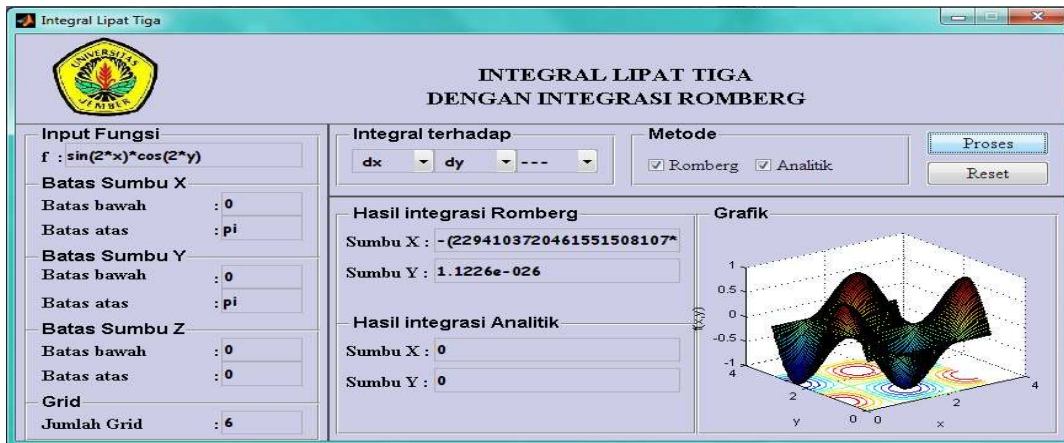 Integral Lipat Tiga
UNIVERSITAS JEMBER
INTEGRAL LIPAT TIGA
DENGAN INTEGRASI ROMBERG
Input Fungsi
f : sin(2*x)*cos(2*y)
Batas Sumbu X
Batas bawah : 0
Batas atas : pi
Batas Sumbu Y
Batas bawah : 0
Batas atas : pi
Batas Sumbu Z
Batas bawah : 0
Batas atas : 0
Grid
Jumlah Grid : 6
Integral terhadap
dx dy ---
Metode
Romberg Analitik
Proses
Reset
Hasil integrasi Romberg
Sumbu X : -(2294103720461551508107*
Sumbu Y : 1.1226e-026
Hasil integrasi Analitik
Sumbu X : 0
Sumbu Y : 0
Grafik
f(x,y)
1
0.5
0
-0.5
-1
4
2
0
y
0
2
4
x